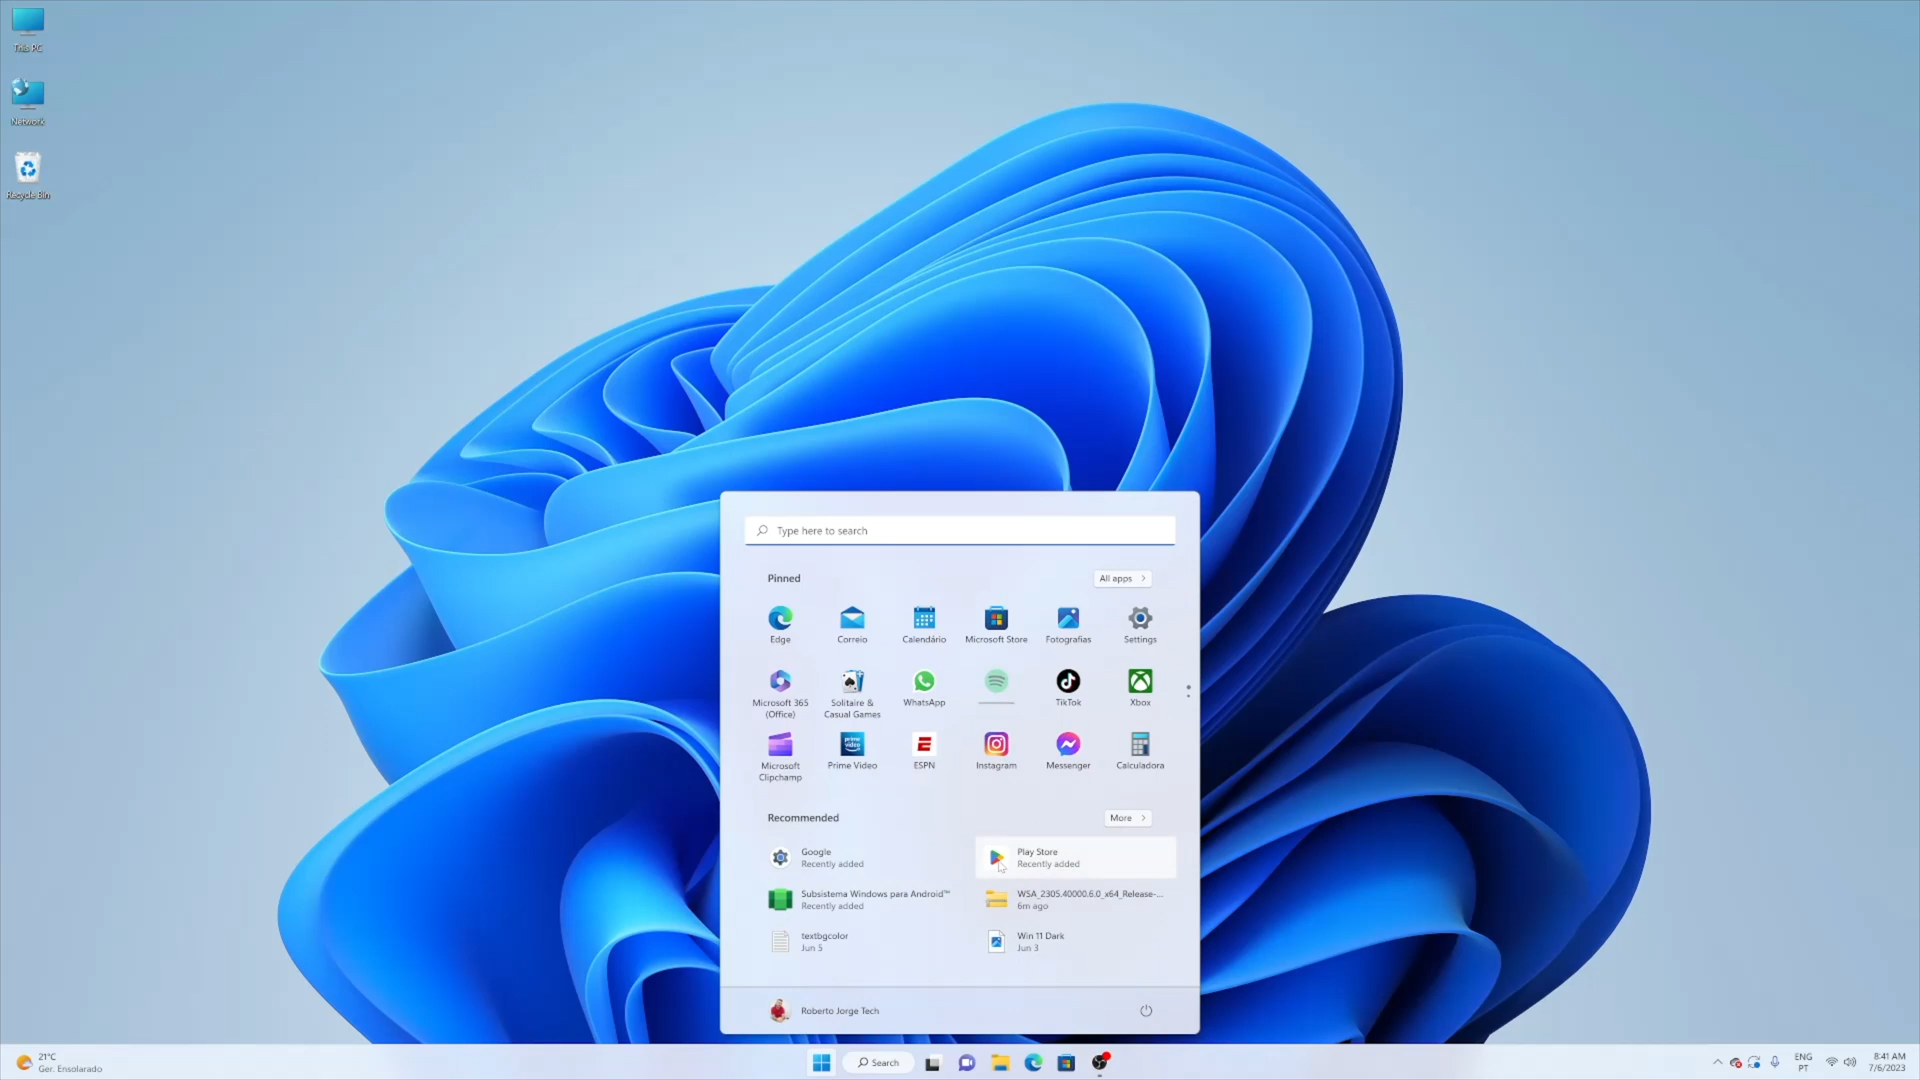 This PC
Network
Recycle Bin
Type here to search
Pinned
All apps
Edge
Correio
Calendário
Microsoft Store
Fotografias
Settings
Microsoft 365
(Office)
Solitaire &
Casual Games
WhatsApp
TikTok
Xbox
Microsoft
Clipchamp
prime
video
Prime Video
ESPN
Instagram
Messenger
Calculadora
Recommended
More
Google
Recently added
Play Store
Recently added
Subsistema Windows para Android™
Recently added
WSA_2305.40000.6.0_x64_Release-...
6m ago
textbgcolor
Jun 5
Win 11 Dark
Jun 3
Roberto Jorge Tech
21°C
Ger. Ensolarado
Search
ENG
PT
8:41 AM
7/6/2023